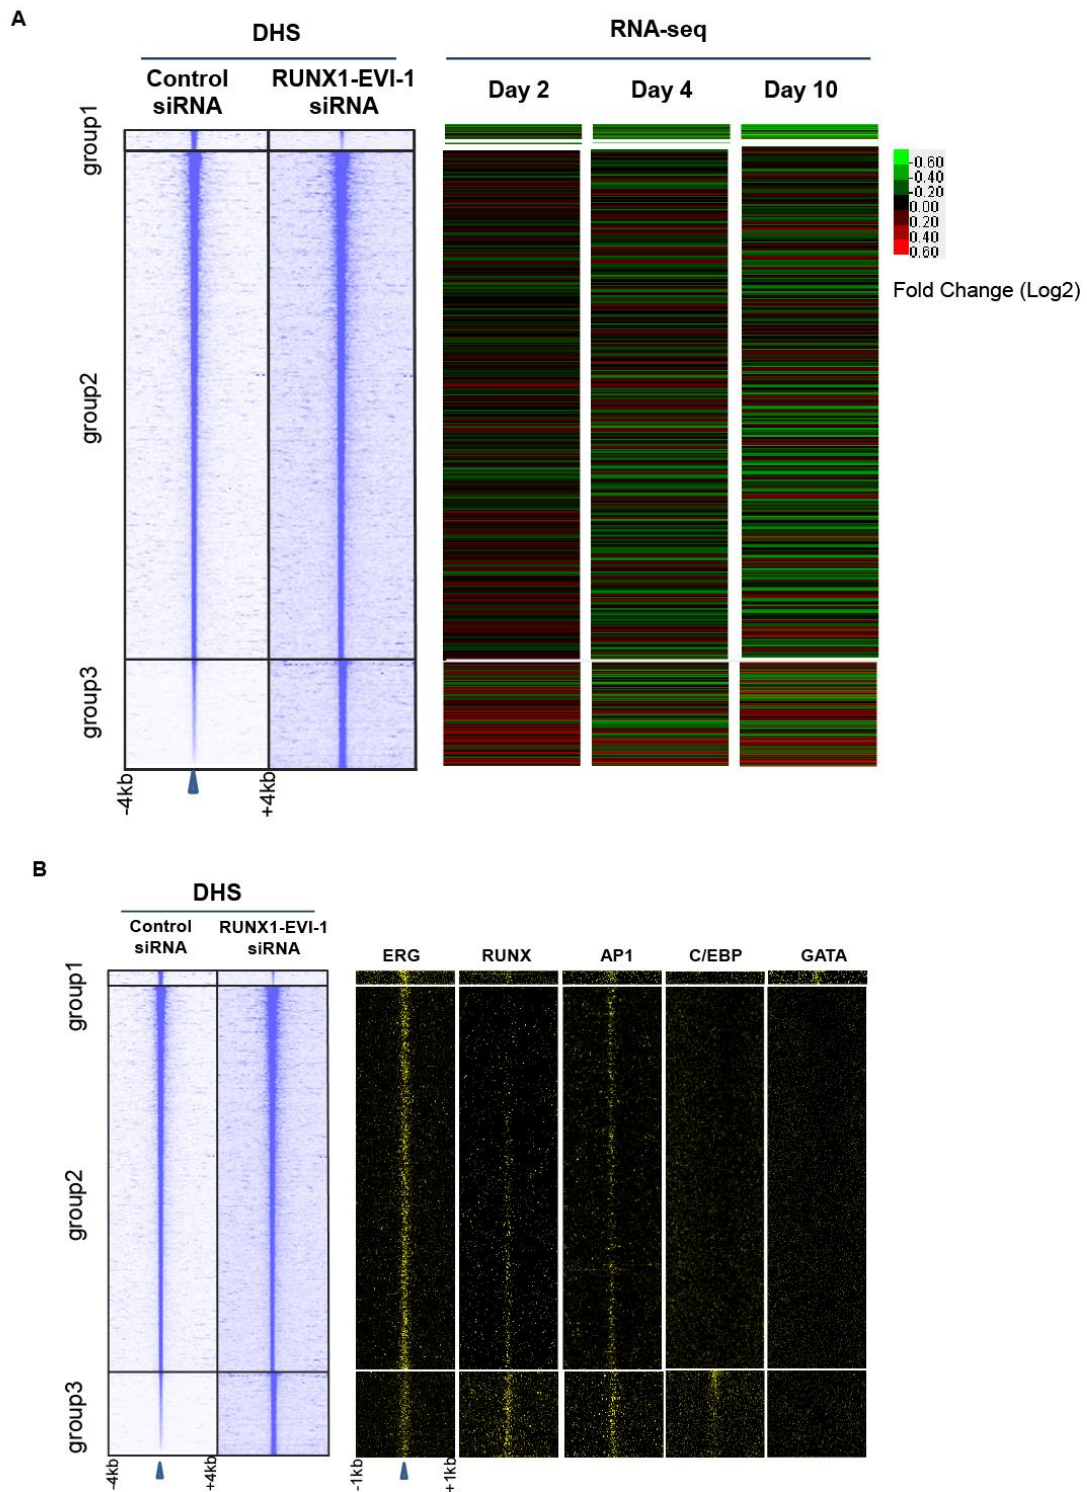 A
DHS
RNA-seq
Control
siRNA
RUNX1-EVI-1
siRNA
Day 2
Day 4
Day 10
group1
group2
group3
-0.60
-0.40
-0.20
0.00
0.20
0.40
0.60
Fold Change (Log2)
-4kb
+4kb
B
DHS
Control
siRNA
RUNX1-EVI-1
siRNA
ERG
RUNX
AP1
C/EBP
GATA
group1
group2
group3
-4kb
+4kb
-1kb
+1kb